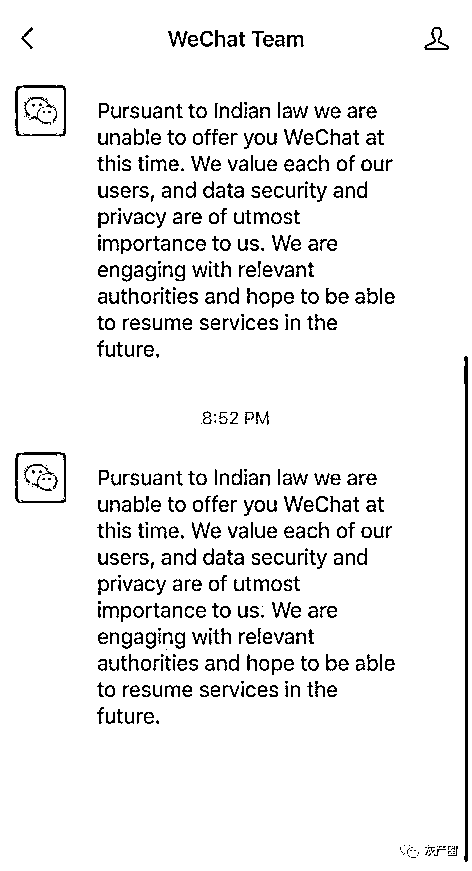 WeChat Team
Pursuant to Indian law we are
unable to offer you WeChat at
this time. We value each of our
users, and data security and
privacy are of utmost
importance to us. We are
engaging with relevant
authorities and hope to be able
to resume services in the
future.
8:52 PM
Pursuant to Indian law we are
unable to offer you WeChat at
this time. We value each of our
users, and data security and
privacy are of utmost
importance to us. We are
engaging with relevant
authorities and hope to be able
to resume services in the
future.
灰产圈